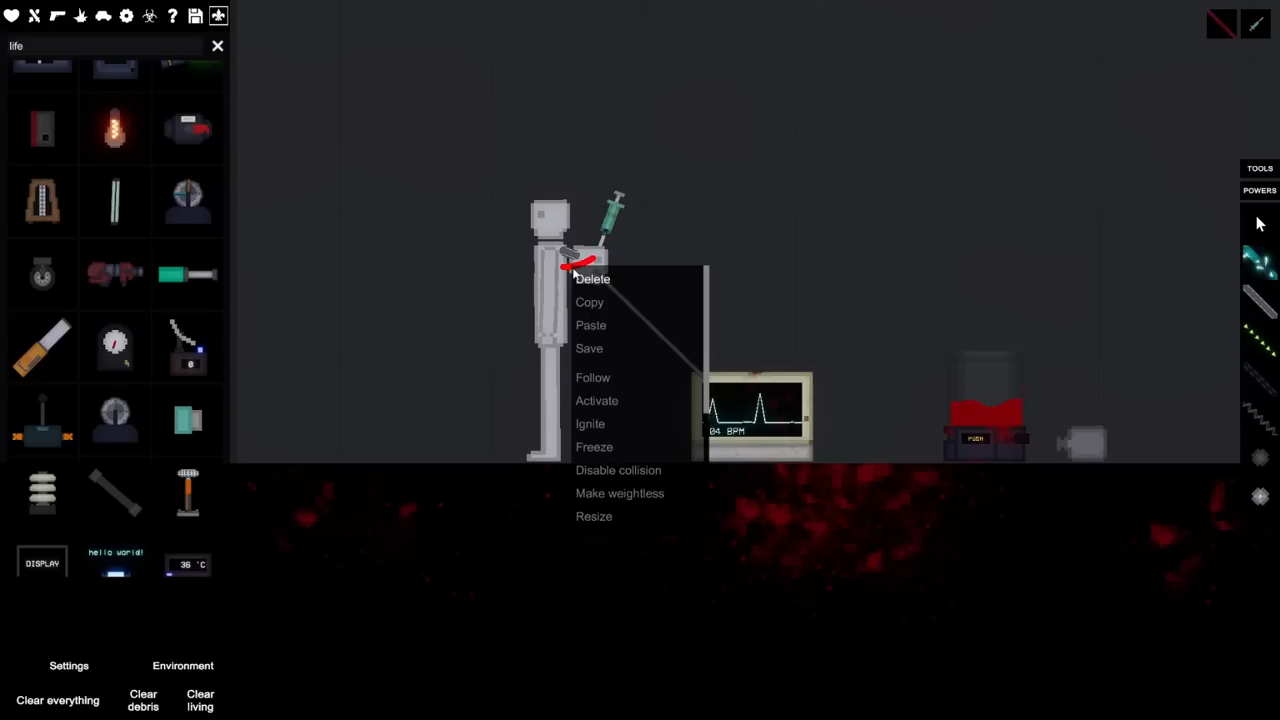 life
TOOLS
POWERS
Delete
Copy
Paste
Save
Follow
Activate
Ignite
Freeze
Disable collision
Make weightless
Resize
04 BPM
0
DISPLAY
hello world!
36 °C
Settings
Environment
Clear everything
Clear debris
Clear living